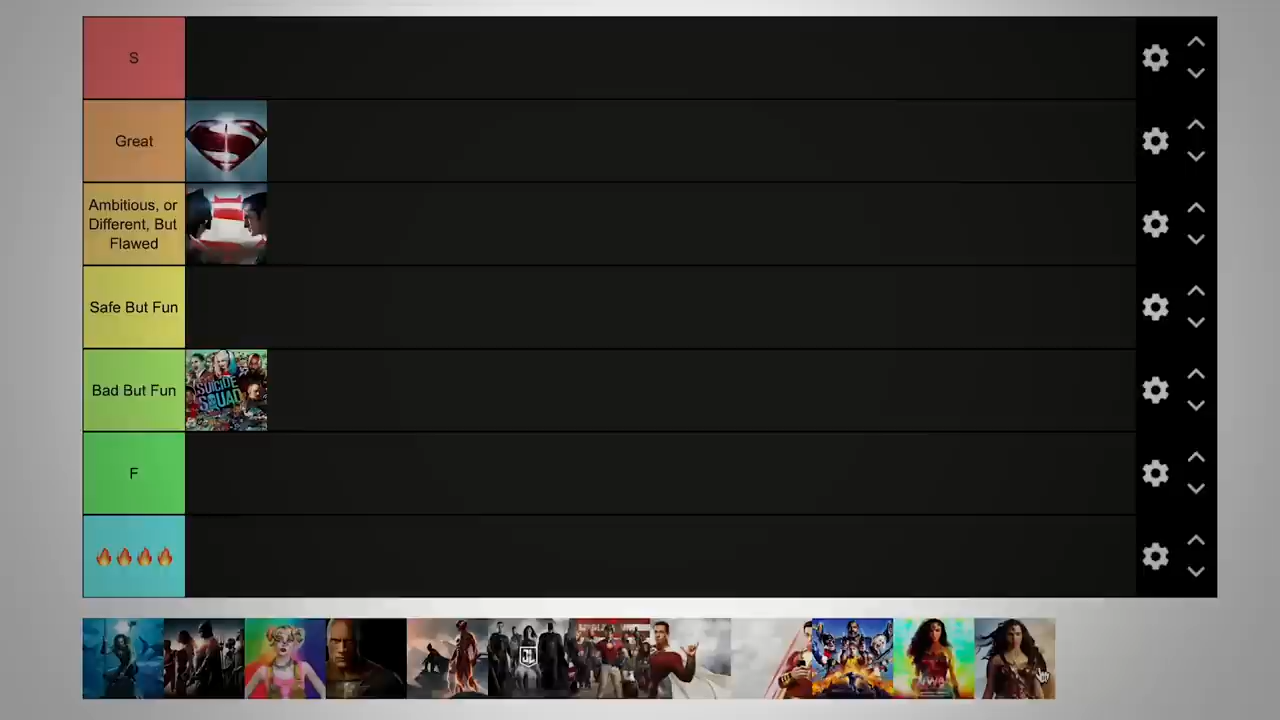 S
Great
Ambitious, or
Different, But
Flawed
Safe But Fun
Bad But Fun
SUICIDE
SQUAD
F